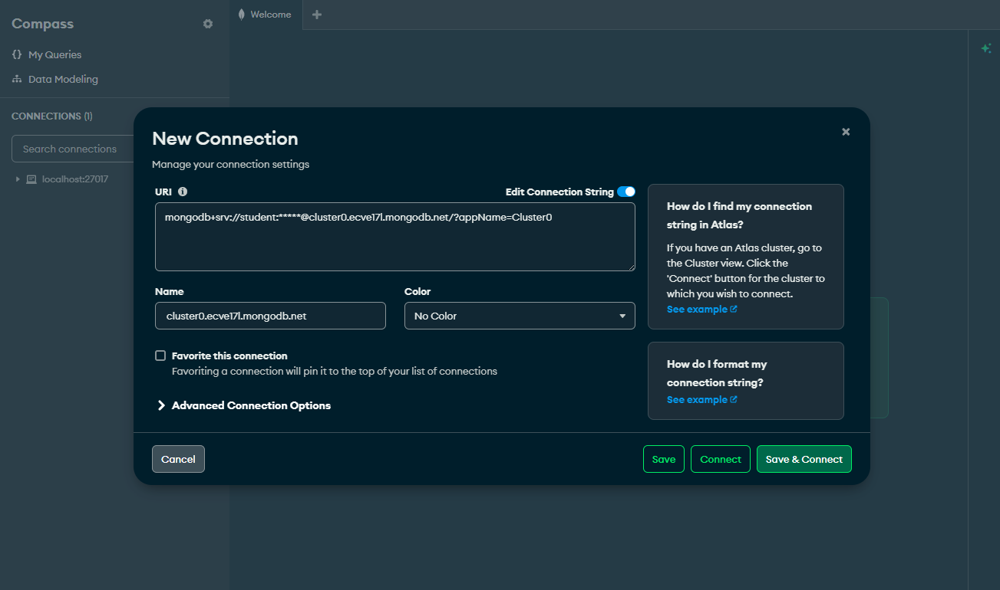 Compass
My Queries
Data Modeling
CONNECTIONS (1)
Search connections
localhost:27017
Welcome
New Connection
Manage your connection settings
URI
Edit Connection String
mongodb+srv://student:*****@cluster0.ecve17l.mongodb.net/?appName=Cluster0
Name
Color
cluster0.ecve17l.mongodb.net
No Color
Favorite this connection
Favoriting a connection will pin it to the top of your list of connections
Advanced Connection Options
How do I find my connection
string in Atlas?
If you have an Atlas cluster, go to
the Cluster view. Click the
'Connect' button for the cluster to
which you wish to connect.
See example
How do I format my
connection string?
See example
Cancel
Save
Connect
Save & Connect